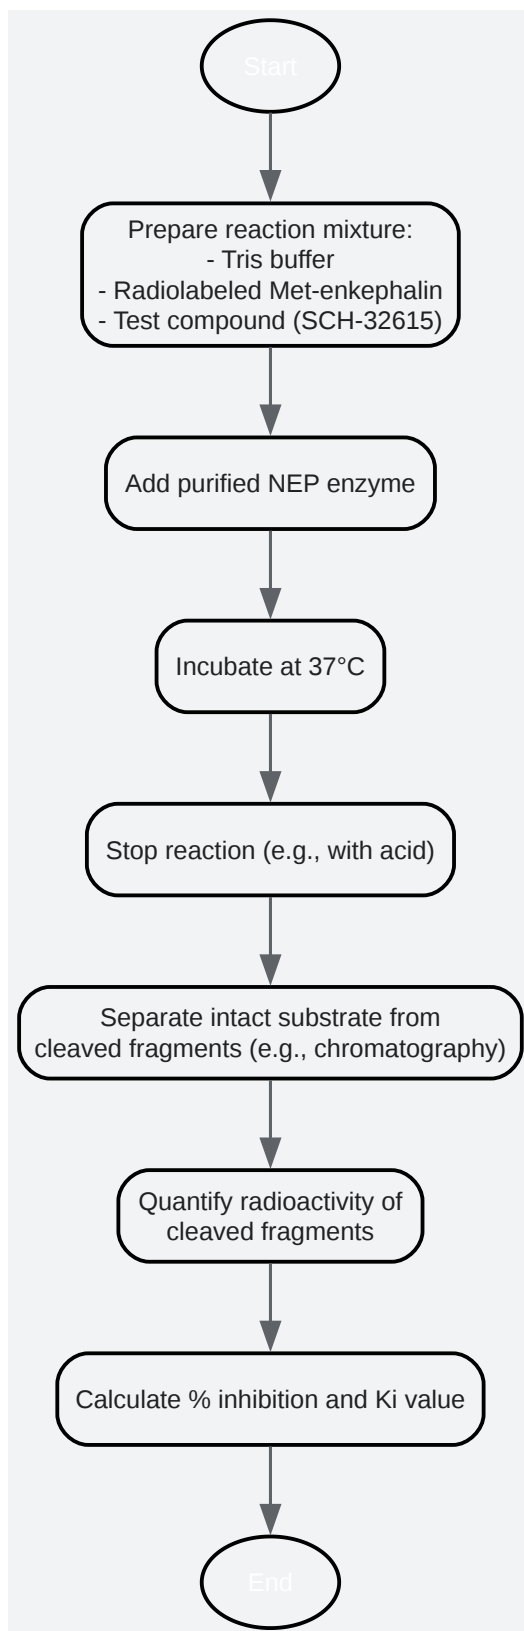 Start
Prepare reaction mixture:
- Tris buffer
- Radiolabeled Met-enkephalin
- Test compound (SCH-32615)
Add purified NEP enzyme
Incubate at 37°C
Stop reaction (e.g., with acid)
Separate intact substrate from
cleaved fragments (e.g., chromatography)
Quantify radioactivity of
cleaved fragments
Calculate % inhibition and Ki value
End